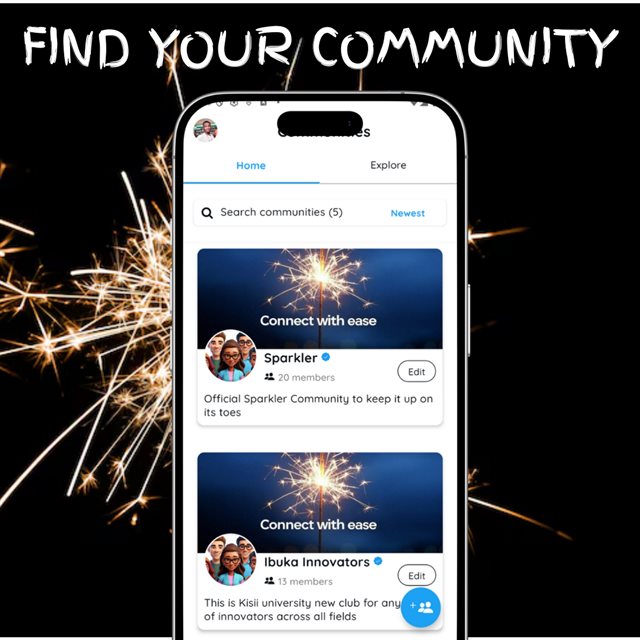 FIND YOUR COMMUNITY
Communities
Home Explore
Search communities (5) Newest
Connect with ease
Sparkler
20 members Edit
Official Sparkler Community to keep it up on
its toes
Connect with ease
Ibuka Innovators
13 members Edit
This is Kisii university new club for any
of innovators across all fields